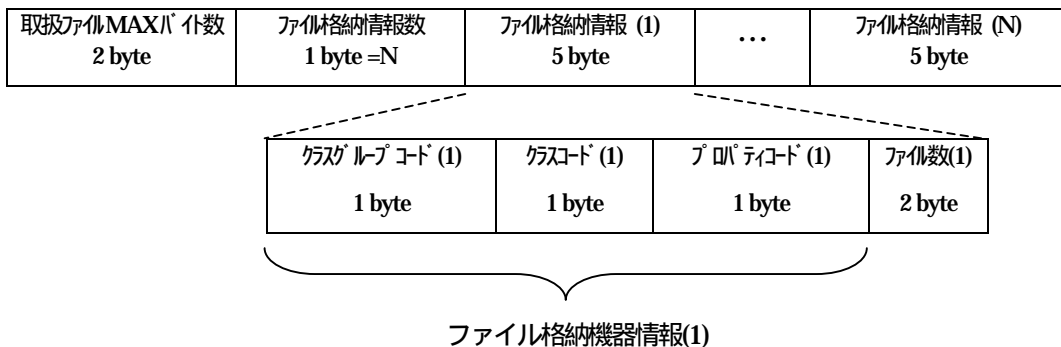 取扱ファイルMAXバイト数
2 byte
ファイル格納情報数
1 byte =N
ファイル格納情報 (1)
5 byte
...
ファイル格納情報 (N)
5 byte
クラスグループコード(1)
1 byte
クラスコード(1)
1 byte
プロパティコード(1)
1 byte
ファイル数(1)
2 byte
ファイル格納機器情報(1)